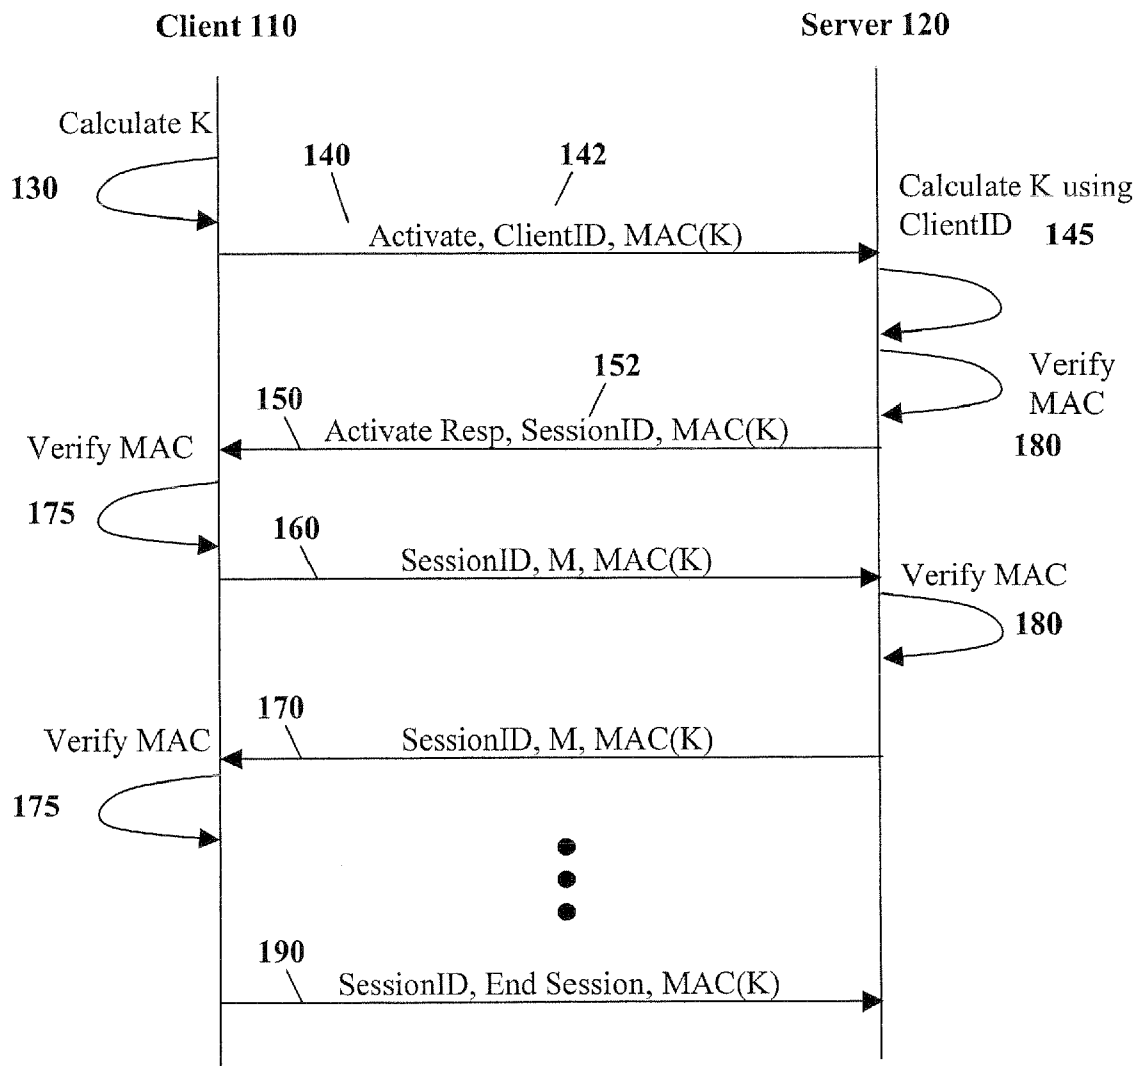 Client 110
Server 120
Calculate K
130
140
142
Activate, ClientID, MAC(K)
Calculate K using
ClientID 145
Verify
MAC
180
150
152
Activate Resp, SessionID, MAC(K)
Verify MAC
175
160
SessionID, M, MAC(K)
Verify MAC
180
170
SessionID, M, MAC(K)
Verify MAC
175
190
SessionID, End Session, MAC(K)